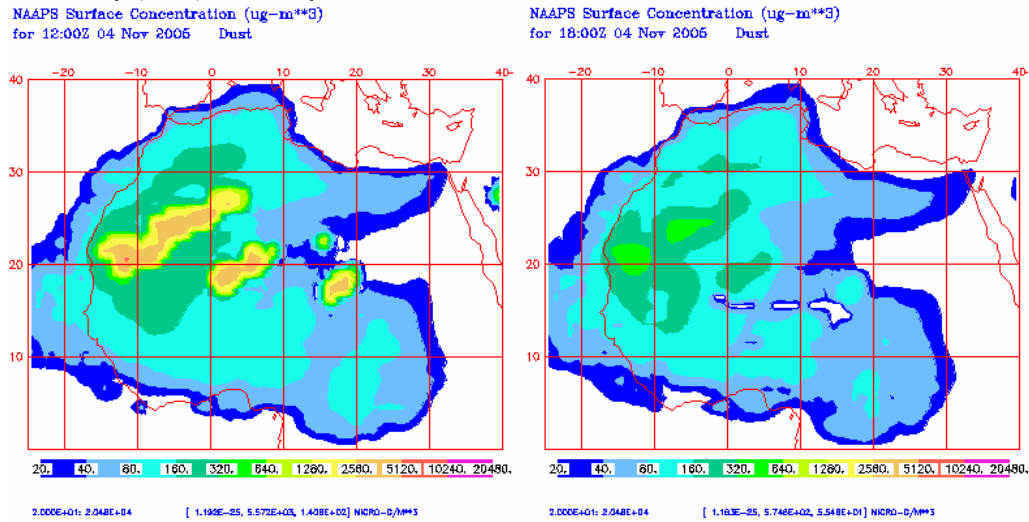 NAAPS Surface Concentration (ug-m**3)
for 12:00Z 04 Nov 2005 Dust
-20 -10 0 10 20 30 40
40
30
20
10
20. 40. 80. 160. 320. 640. 1280. 2560. 5120. 10240. 20480.
2.000E+01: 2.048E+04 [ 1.192E-25, 5.572E+03, 1.408E+02] MICRO-G/M**3
NAAPS Surface Concentration (ug-m**3)
for 18:00Z 04 Nov 2005 Dust
-20 -10 0 10 20 30 40-
40
30
20
10
20. 40. 80. 160. 320. 640. 1280. 2560. 5120. 10240. 20480.
2.000E+01: 2.048E+04 [ 1.163E-25, 5.746E+02, 5.548E+01] MICRO-G/M**3